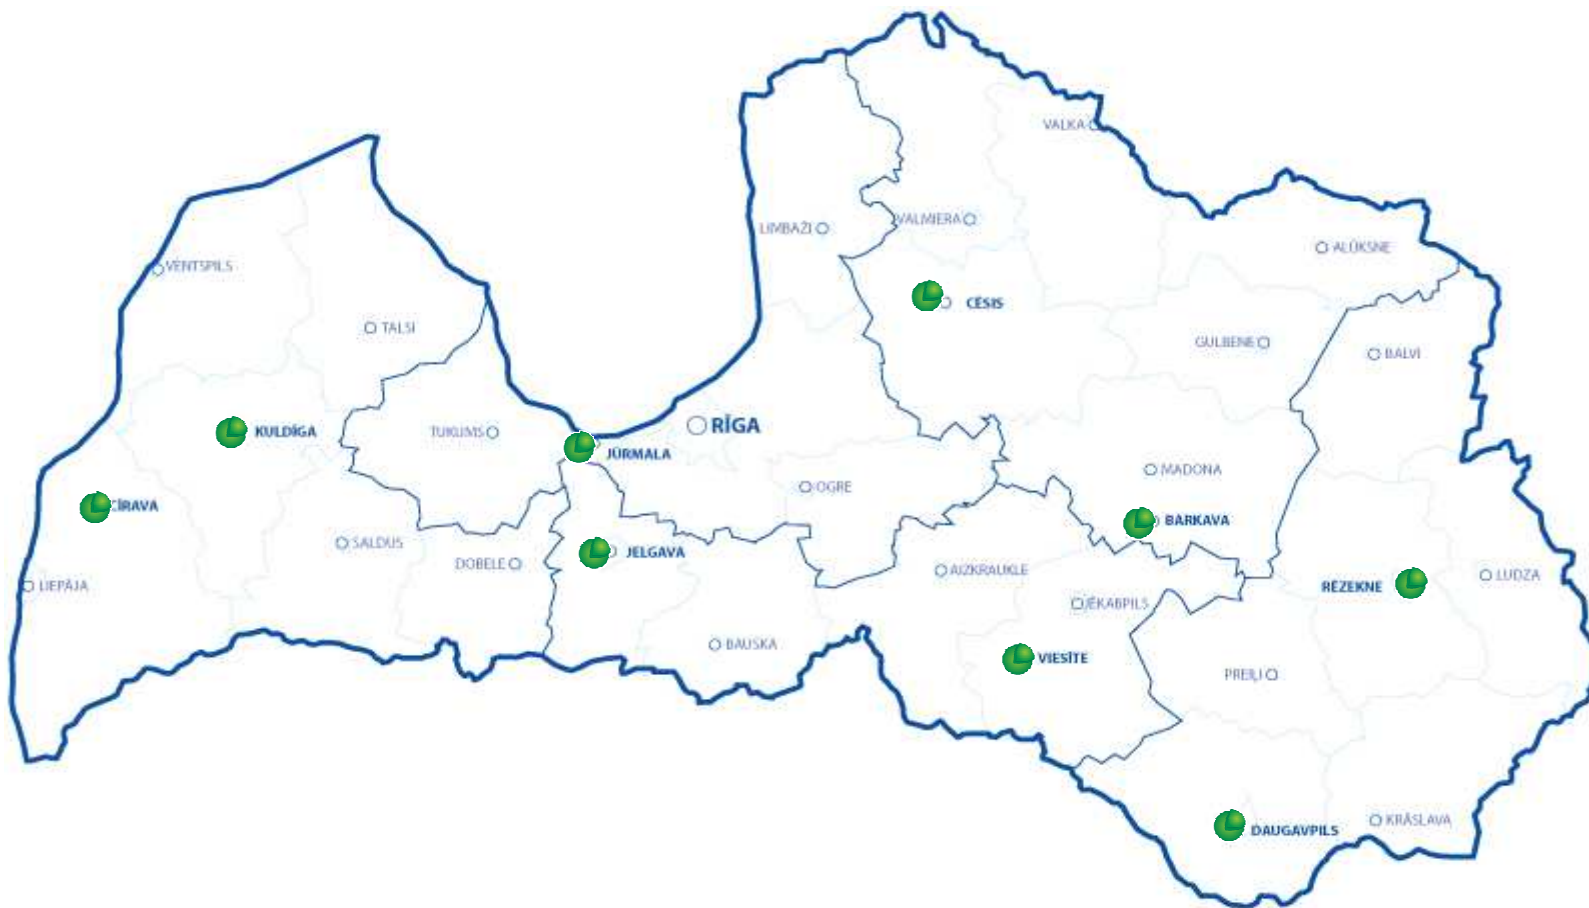 VALKA
LIMBAŽI
VALMIERA
ALŪKSNE
VENTSPILS
CĒSIS
TALSI
GULBENE
BALVI
RĪGA
KULDĪGA
TUKUMS
JŪRMALA
MADONA
OGRE
CĪRAVA
BARKAVA
SALDUS
JELGAVA
DOBELE
AIZKRAUKLE
LUDZA
LIEPĀJA
RĒZEKNE
JĒKABPILS
BAUSKA
VIESĪTE
PREIĻI
KRĀSLAVA
DAUGAVPILS